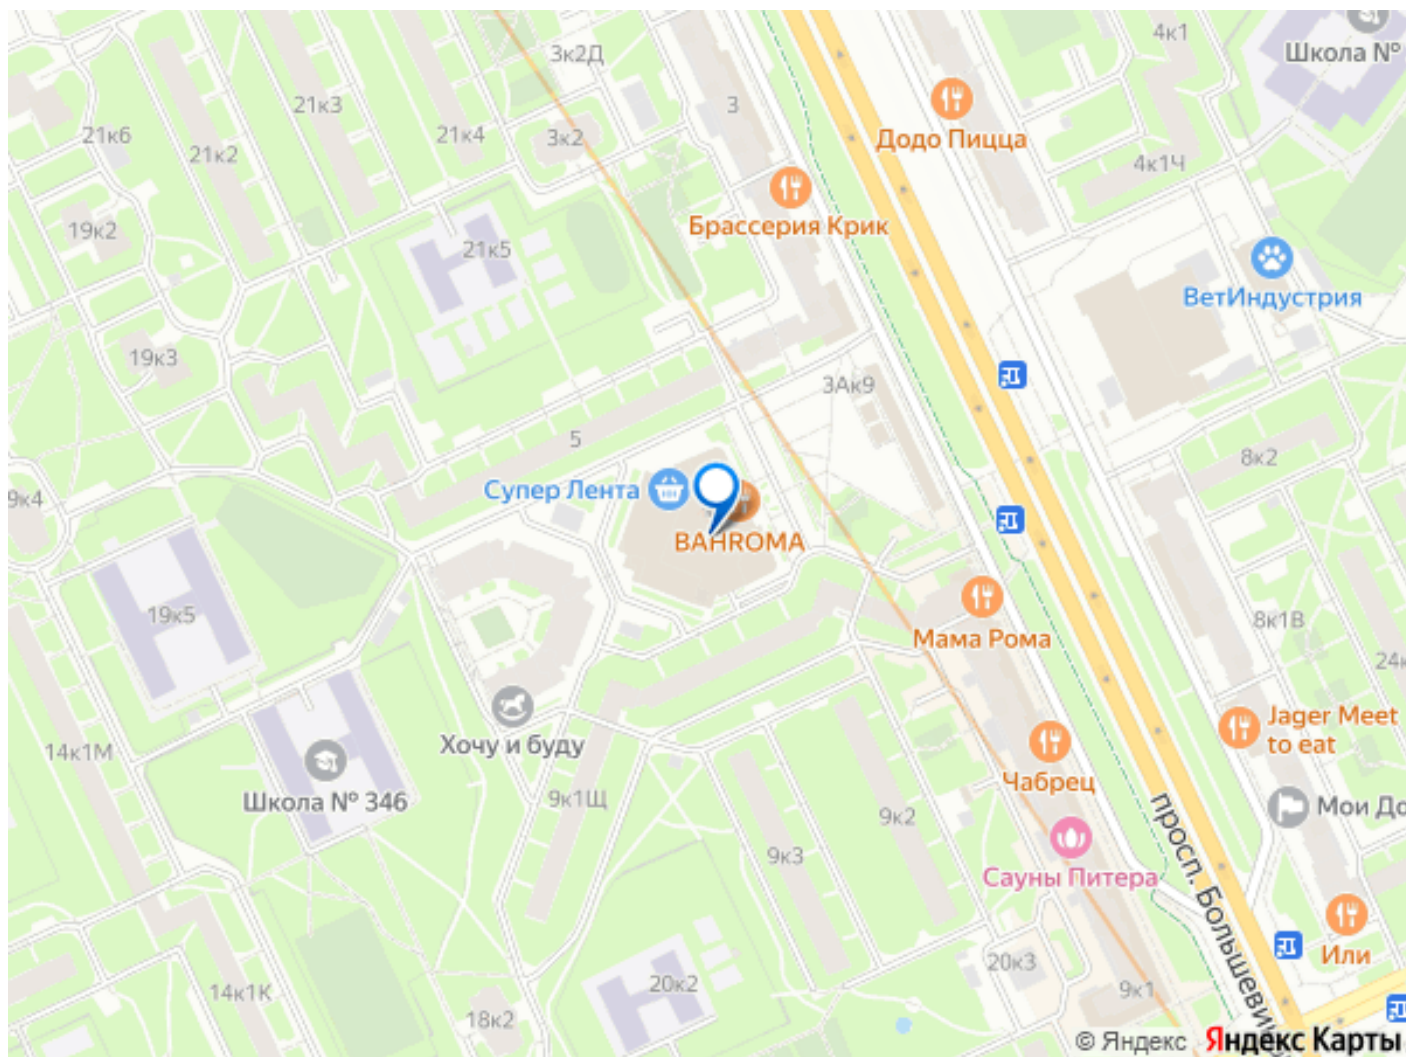 3к2Д
4к1
Школа №
21к3
3
21к6
21к4
3к2
Додо Пицца
21к2
4к1Ч
19к2
Брассерия Крик
21к5
ВетИндустрия
19к3
3Ак9
5
8к2
9к4
Супер Лента
BAHROMA
19к5
8к1В
Мама Рома
24к
Jager Meet
to eat
14к1М
Хочу и буду
Чабрец
Школа № 346
9к1Щ
9к2
Мои До
9к3
просп. Большевик
Сауны Питера
Или
20к3
20к2
14к1К
9к1
18к2
© Яндекс Яндекс Карты